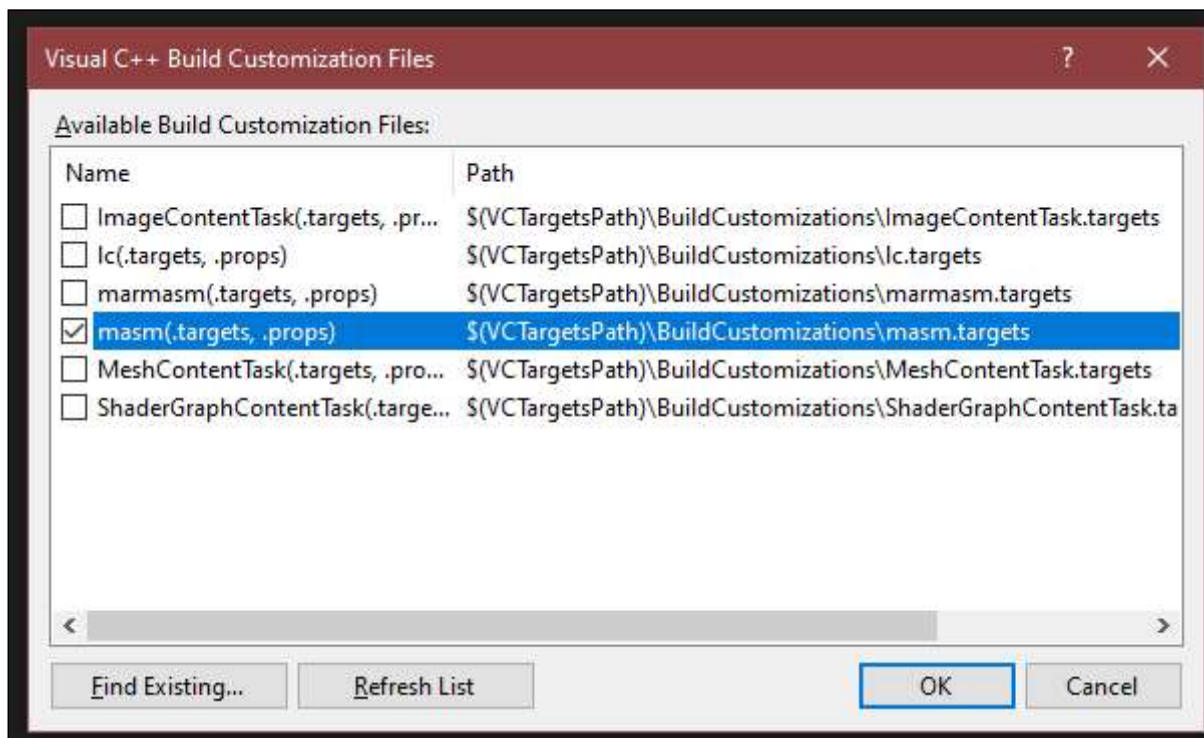 Visual C++ Build Customization Files ? ×
Available Build Customization Files:
Name Path
ImageContentTask(.targets, .pr... $(VCTargetsPath)\BuildCustomizations\ImageContentTask.targets
lc(.targets, .props) $(VCTargetsPath)\BuildCustomizations\lc.targets
marmasm(.targets, .props) $(VCTargetsPath)\BuildCustomizations\marmasm.targets
masm(.targets, .props) $(VCTargetsPath)\BuildCustomizations\masm.targets
MeshContentTask(.targets, .pro... $(VCTargetsPath)\BuildCustomizations\MeshContentTask.targets
ShaderGraphContentTask(.targe... $(VCTargetsPath)\BuildCustomizations\ShaderGraphContentTask.ta
Find Existing... Refresh List OK Cancel